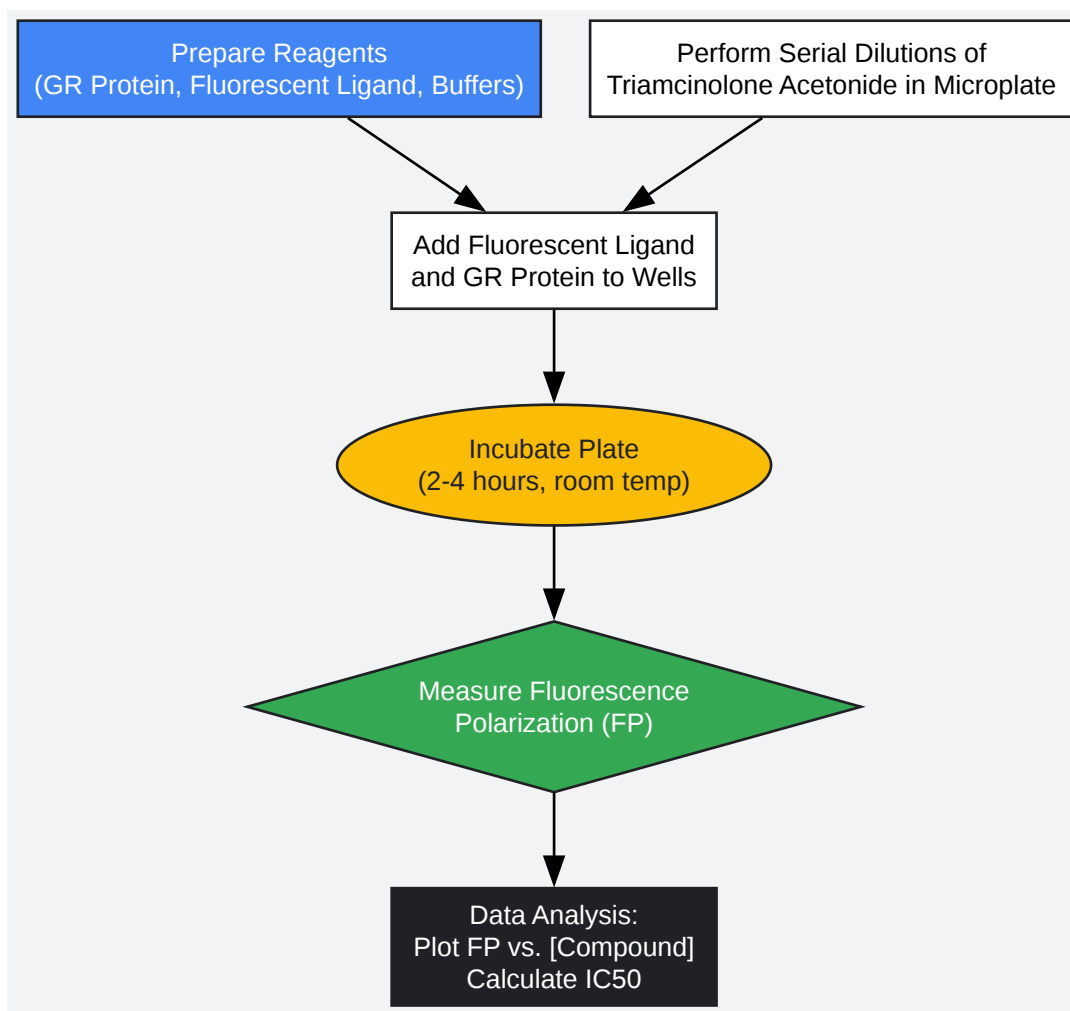 Prepare Reagents
(GR Protein, Fluorescent Ligand, Buffers)
Perform Serial Dilutions of
Triamcinolone Acetonide in Microplate
Add Fluorescent Ligand
and GR Protein to Wells
Incubate Plate
(2-4 hours, room temp)
Measure Fluorescence
Polarization (FP)
Data Analysis:
Plot FP vs. [Compound]
Calculate IC50